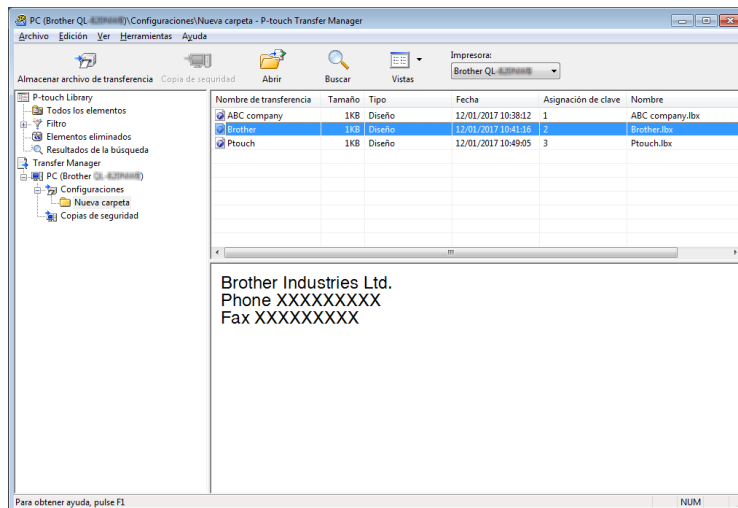 PC (Brother QL-)\Configuraciones\Nueva carpeta - P-touch Transfer Manager
Archivo Edición Ver Herramientas Ayuda
Impresora:
Brother QL
Almacenar archivo de transferencia Copia de seguridad Abrir Buscar Vistas
P-touch Library
Todos los elementos
Filtro
Elementos eliminados
Resultados de la búsqueda
Transfer Manager
PC (Brother )
Configuraciones
Nueva carpeta
Copias de seguridad
Nombre de transferencia Tamaño Tipo Fecha Asignación de clave Nombre
ABC company 1KB Diseño 12/01/2017 10:38:12 1 ABC company.lbx
Brother 1KB Diseño 12/01/2017 10:41:16 2 Brother.lbx
Ptouch 1KB Diseño 12/01/2017 10:49:05 3 Ptouch.lbx
Brother Industries Ltd.
Phone XXXXXXXXX
Fax XXXXXXXXX
Para obtener ayuda, pulse F1
NUM